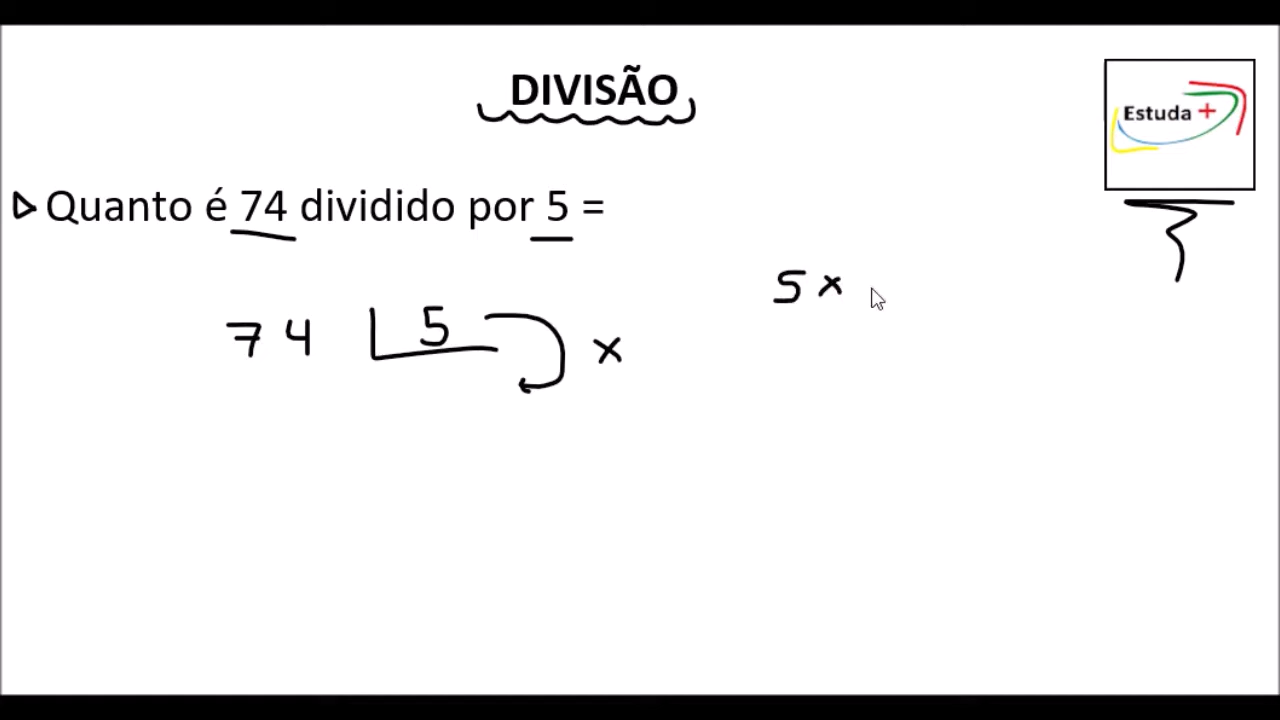 DIVISÃO
Estuda +
Quanto é 74 dividido por 5 =
5 ×
74 5 ×